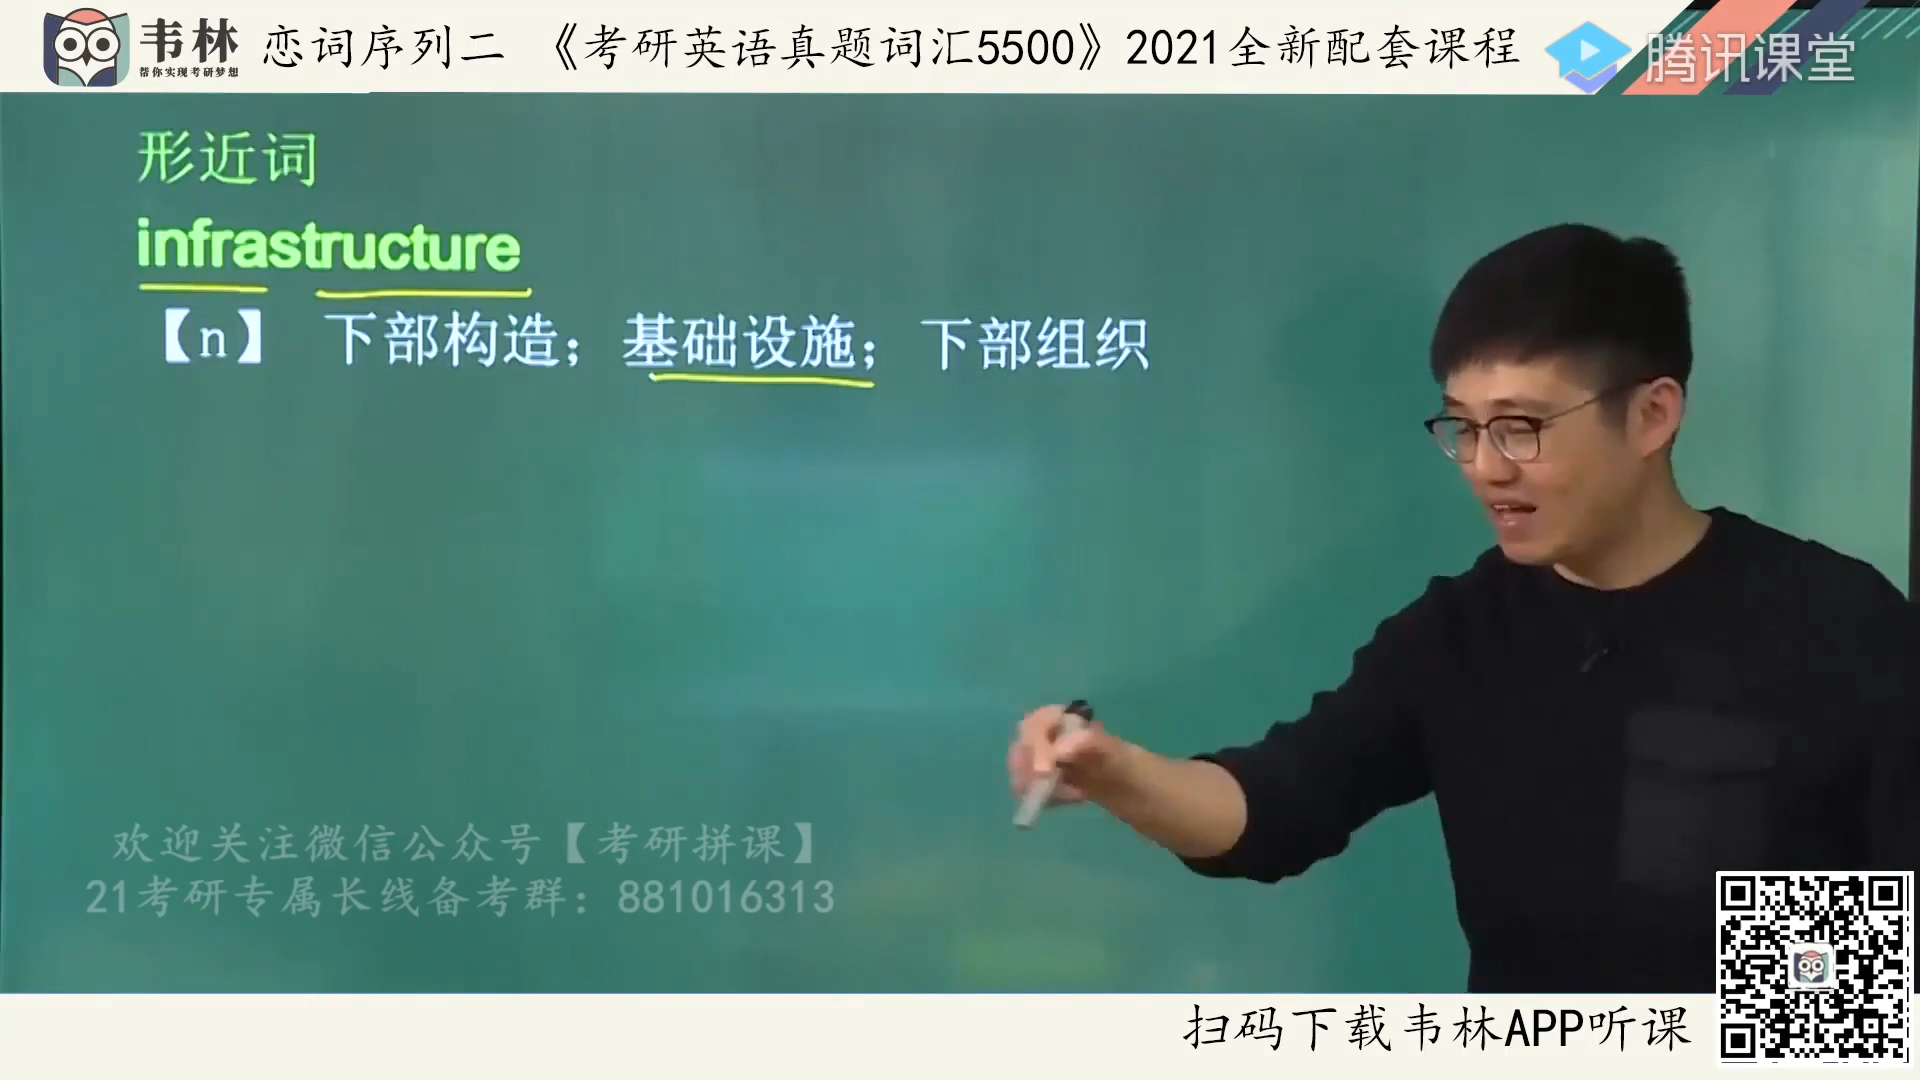 韦林
帮你实现考研梦想
恋词序列二 《考研英语真题词汇5500》2021全新配套课程
腾讯课堂
形近词
infrastructure
【n】 下部构造；基础设施；下部组织
欢迎关注微信公众号【考研拼课】
21考研专属长线备考群：881016313
扫码下载韦林APP听课